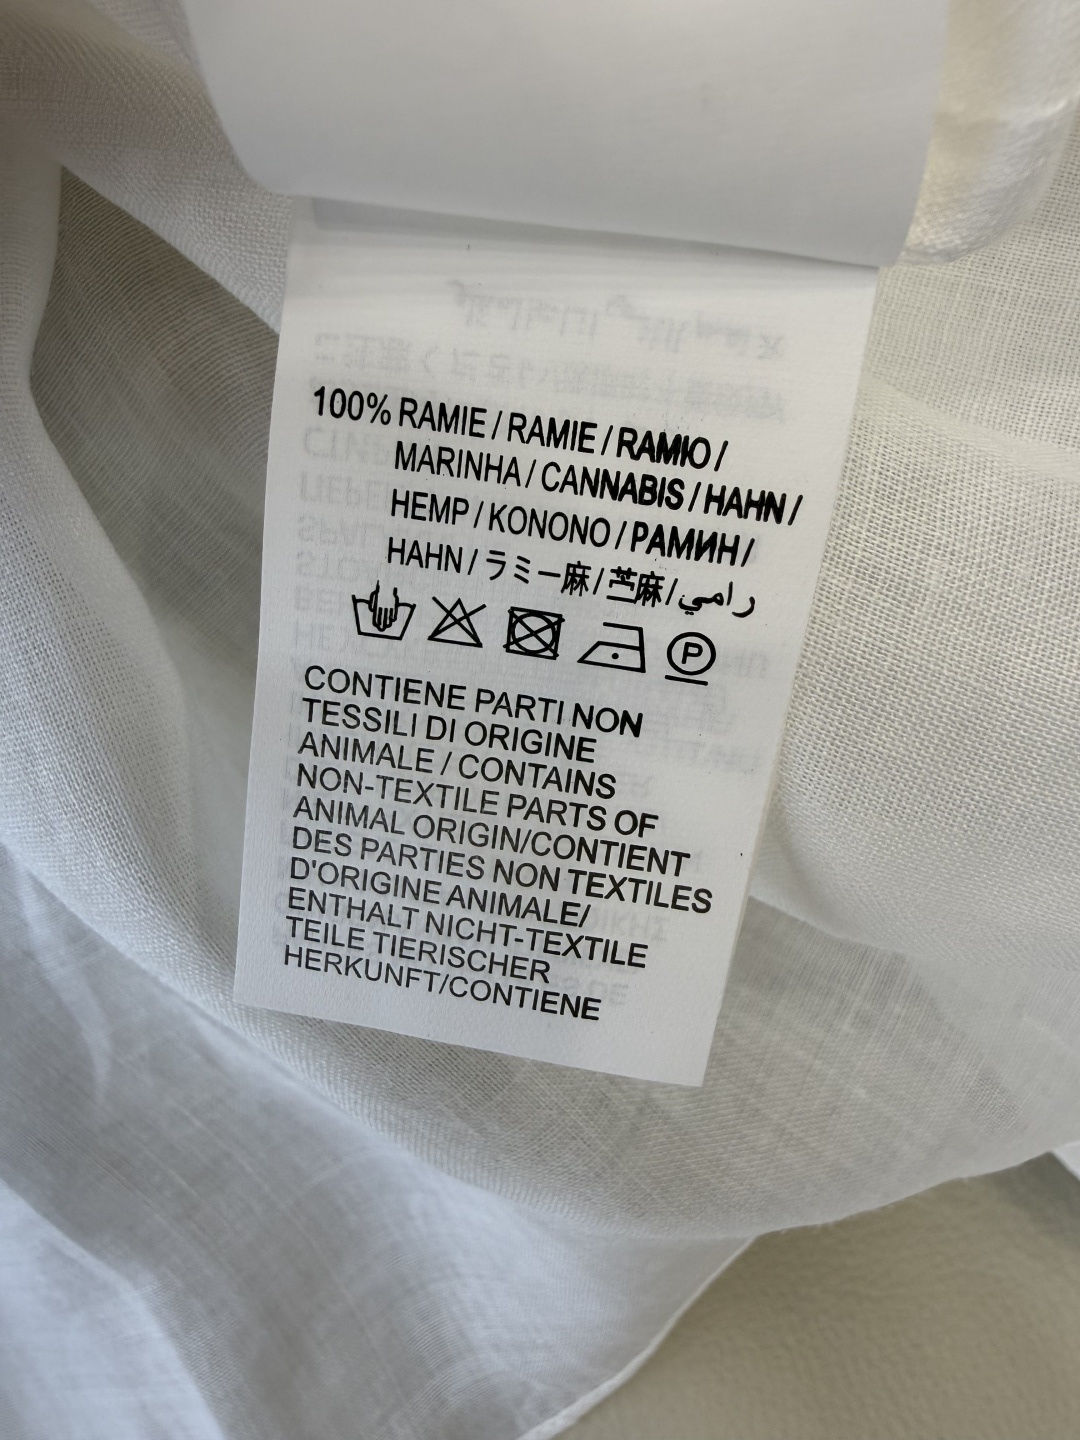 100% RAMIE / RAMIE / RAMIO /
MARINHA / CANNABIS / HAHN /
HEMP / KONONO / РАМИН /
HAHN / ラミー麻 / 苎麻 / رامي
P
CONTIENE PARTI NON
TESSILI DI ORIGINE
ANIMALE / CONTAINS
NON-TEXTILE PARTS OF
ANIMAL ORIGIN/CONTIENT
DES PARTIES NON TEXTILES
D'ORIGINE ANIMALE/
ENTHALT NICHT-TEXTILE
TEILE TIERISCHER
HERKUNFT/CONTIENE